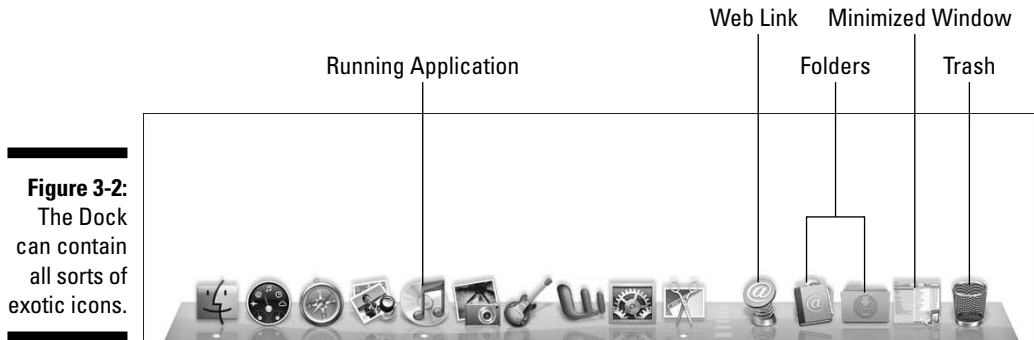 Web Link Minimized Window
Running Application Folders Trash
Figure 3-2:
The Dock
can contain
all sorts of
exotic icons.